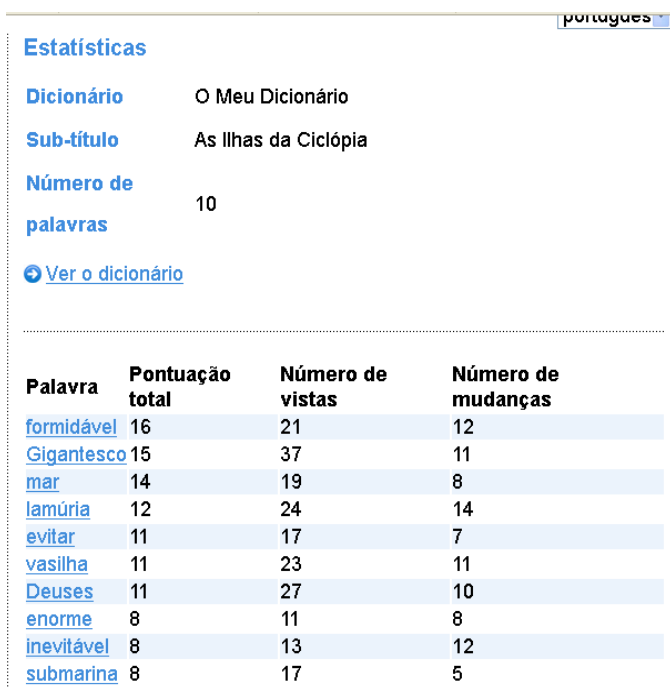 português
Estatísticas
Dicionário O Meu Dicionário
Sub-título As Ilhas da Ciclópia
Número de palavras 10
Ver o dicionário
Palavra Pontuação total Número de vistas Número de mudanças
formidável 16 21 12
Gigantesco 15 37 11
mar 14 19 8
lamúria 12 24 14
evitar 11 17 7
vasilha 11 23 11
Deuses 11 27 10
enorme 8 11 8
inevitável 8 13 12
submarina 8 17 5